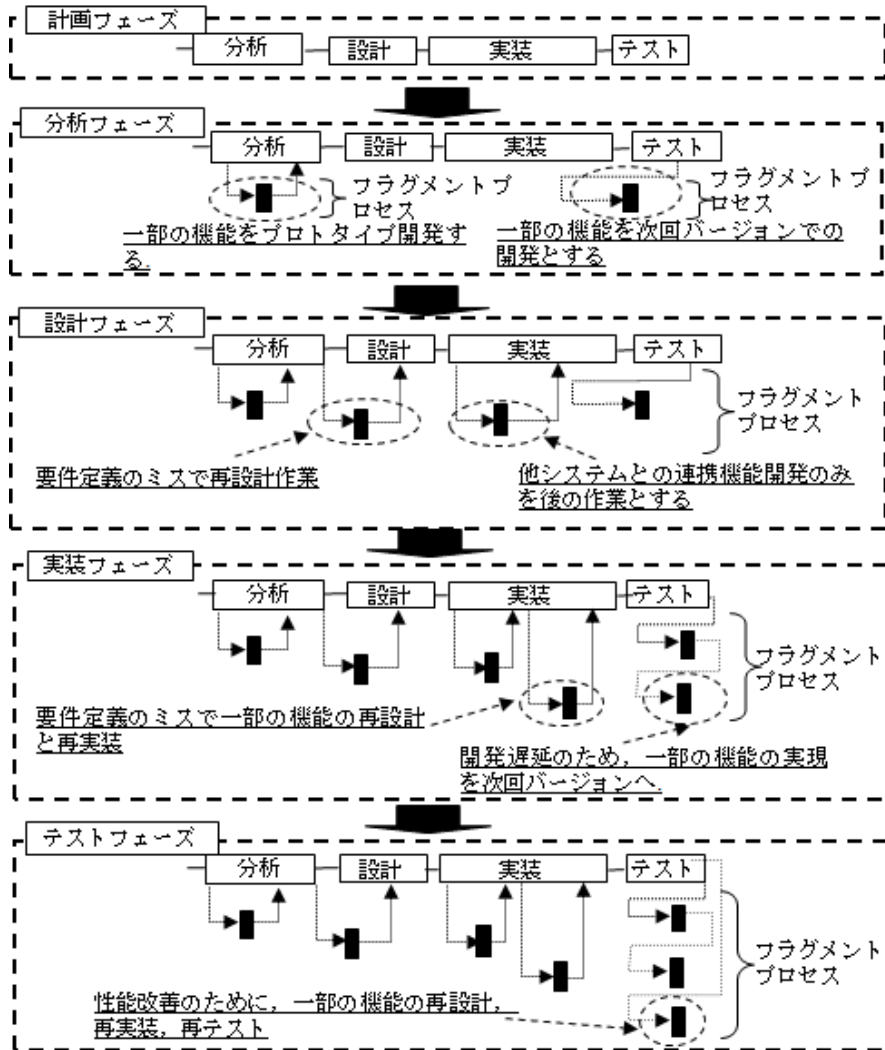 計画フェーズ
分析
設計
実装
テスト
分析フェーズ
分析
設計
実装
テスト
フラグメントプ
ロセス
フラグメントプ
ロセス
一部の機能をプロトタイプ開発す
る.
一部の機能を次回バージョンでの
開発とする
設計フェーズ
分析
設計
実装
テスト
フラグメント
プロセス
要件定義のミスで再設計作業
他システムとの連携機能開発のみ
を後の作業とする
実装フェーズ
分析
設計
実装
テスト
フラグメント
プロセス
要件定義のミスで一部の機能の再設計
と再実装
開発遅延のため，一部の機能の実現
を次回バージョンへ.
テストフェーズ
分析
設計
実装
テスト
フラグメント
プロセス
性能改善のために，一部の機能の再設計，
再実装，再テスト